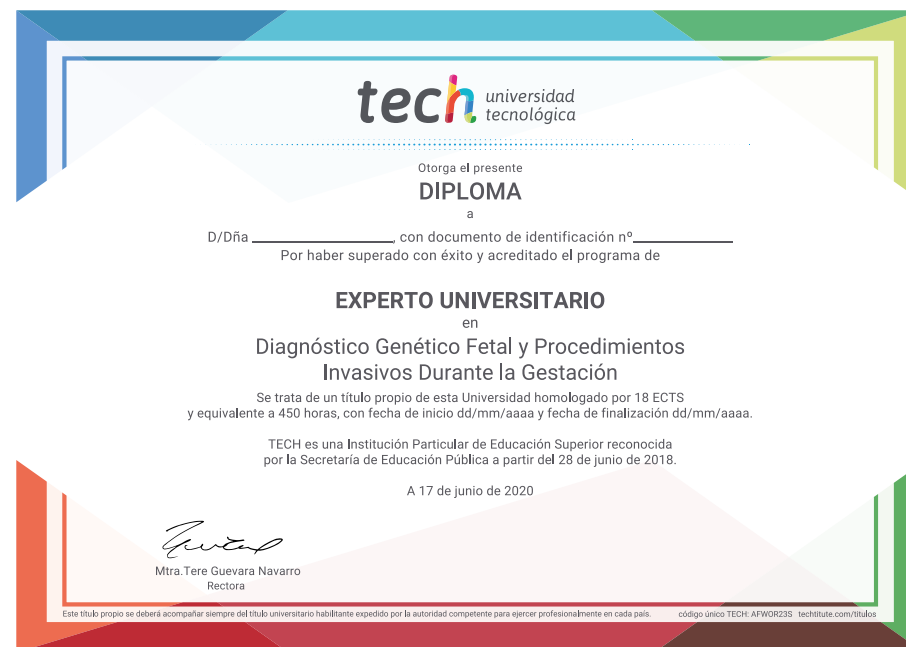 tech universidad
tecnológica
Otorga el presente
DIPLOMA
a
D/Dña ____________________, con documento de identificación nº______________
Por haber superado con éxito y acreditado el programa de
EXPERTO UNIVERSITARIO
en
Diagnóstico Genético Fetal y Procedimientos
Invasivos Durante la Gestación
Se trata de un título propio de esta Universidad homologado por 18 ECTS
y equivalente a 450 horas, con fecha de inicio dd/mm/aaaa y fecha de finalización dd/mm/aaaa.
TECH es una Institución Particular de Educación Superior reconocida
por la Secretaría de Educación Pública a partir del 28 de junio de 2018.
A 17 de junio de 2020
Mtra.Tere Guevara Navarro
Rectora
Este título propio se deberá acompañar siempre del título universitario habilitante expedido por la autoridad competente para ejercer profesionalmente en cada país. código único TECH: AFWOR23S techtitute.com/titulos